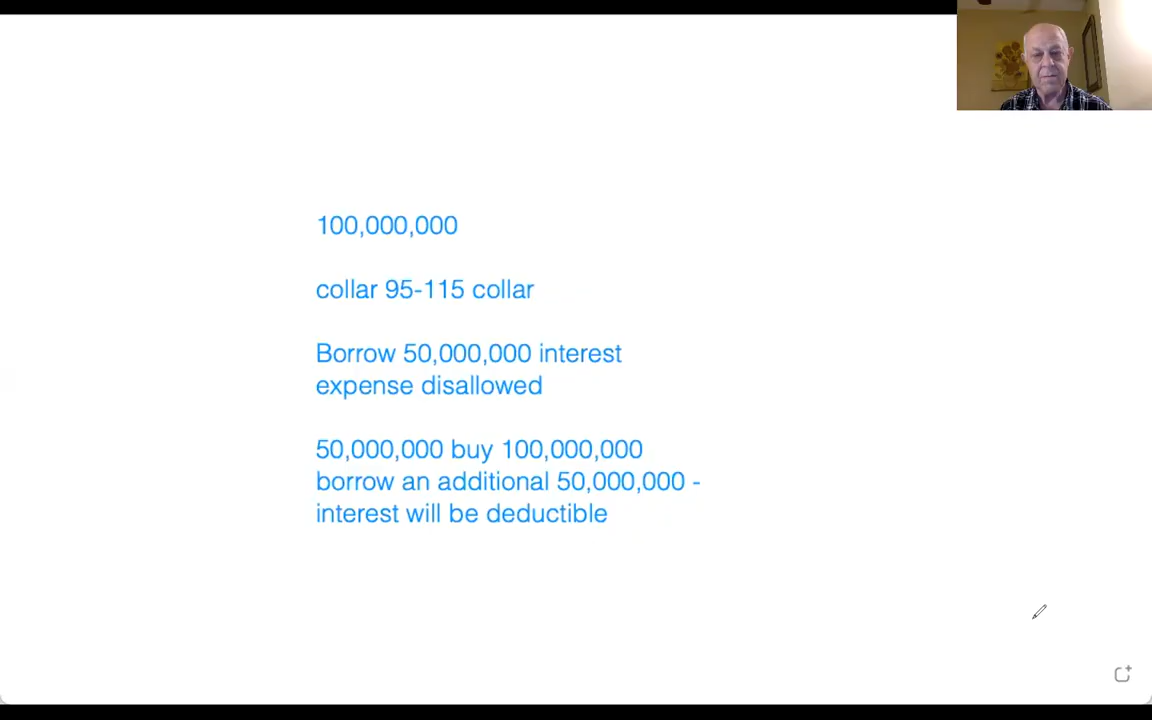 100,000,000
collar 95-115 collar
Borrow 50,000,000 interest
expense disallowed
50,000,000 buy 100,000,000
borrow an additional 50,000,000 -
interest will be deductible